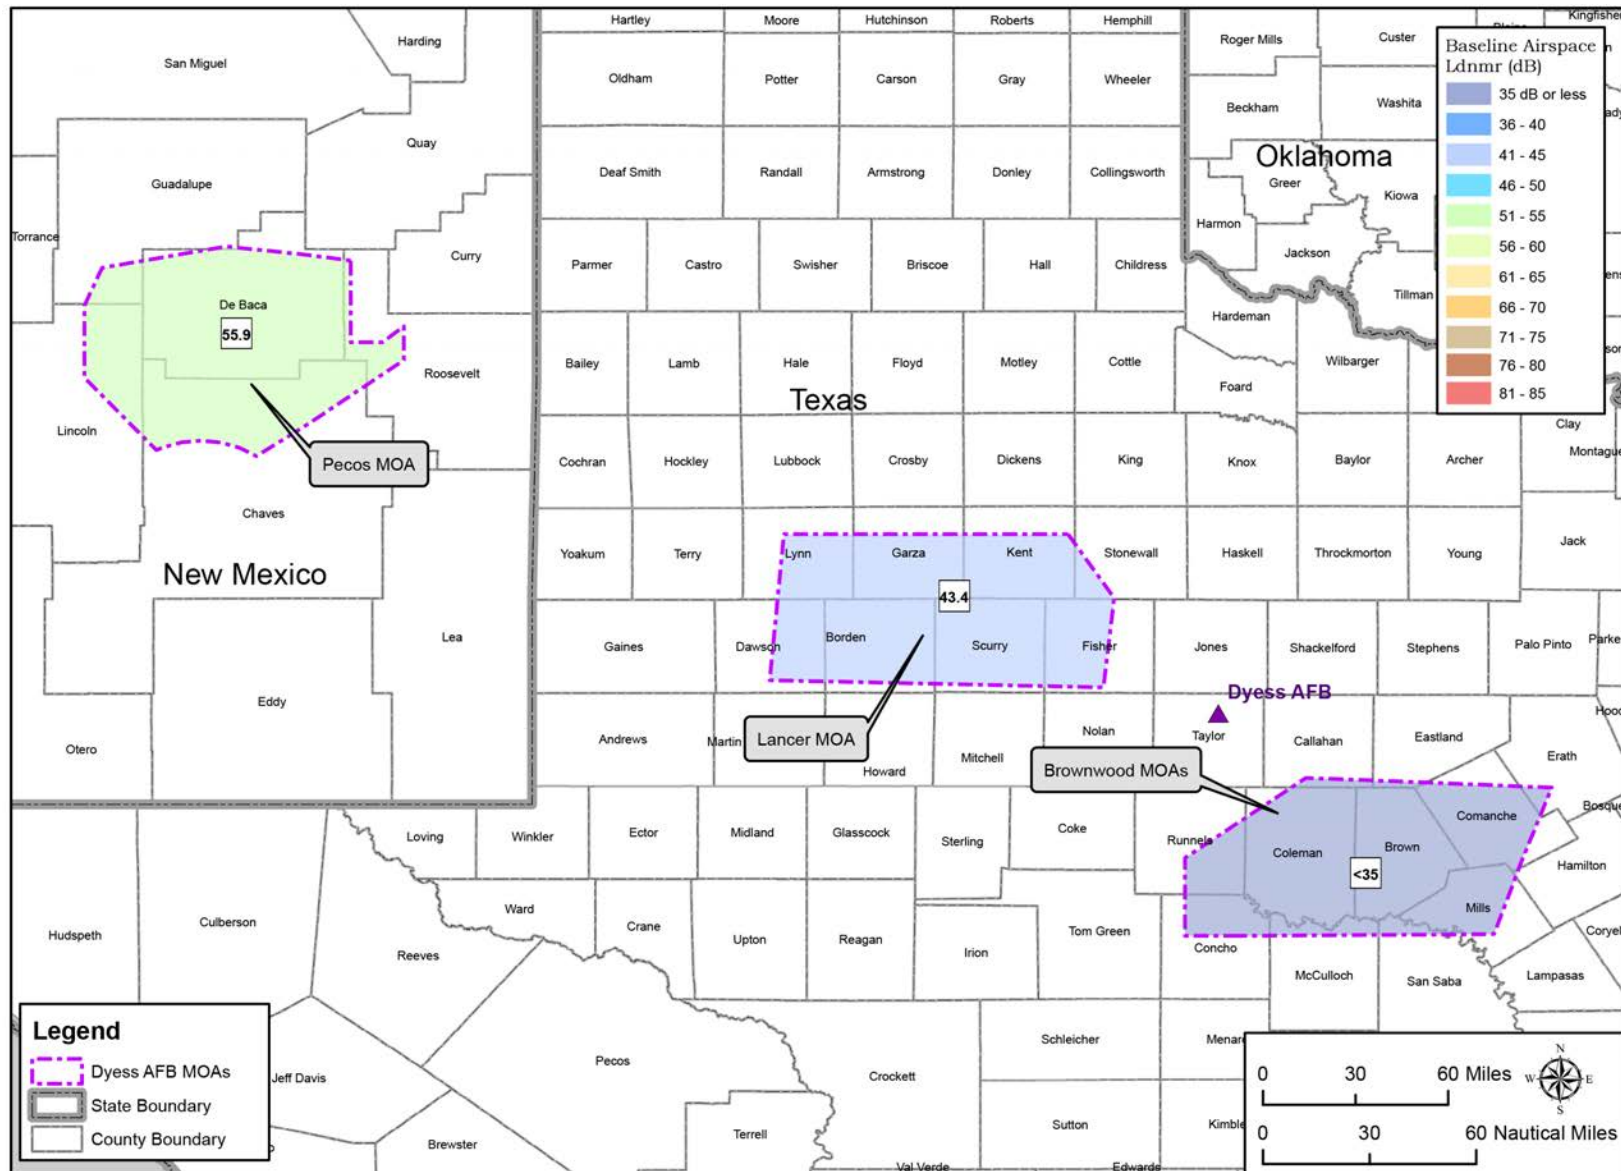 Hartley
Moore
Hutchinson
Roberts
Hemphill
Kingfisher
Harding
Roger Mills
Custer
San Miguel
Oldham
Potter
Carson
Gray
Wheeler
Beckham
Washita
Baseline Airspace
Ldnmr (dB)
35 dB or less
36 - 40
41 - 45
46 - 50
51 - 55
56 - 60
61 - 65
66 - 70
71 - 75
76 - 80
81 - 85
Quay
Oklahoma
Guadalupe
Deaf Smith
Randall
Armstrong
Donley
Collingsworth
Greer
Kiowa
Harmon
Torrance
Curry
Parmer
Castro
Swisher
Briscoe
Hall
Childress
Jackson
Tillman
De Baca
55.9
Hardeman
Roosevelt
Bailey
Lamb
Hale
Floyd
Motley
Cottle
Wilbarger
Foard
Texas
Lincoln
Clay
Pecos MOA
Cochran
Hockley
Lubbock
Crosby
Dickens
King
Knox
Baylor
Archer
Montague
Chaves
New Mexico
Yoakum
Terry
Lynn
Garza
Kent
Stonewall
Haskell
Throckmorton
Young
Jack
43.4
Lea
Gaines
Dawson
Borden
Scurry
Fisher
Jones
Shackelford
Stephens
Palo Pinto
Parke
Eddy
Dyess AFB
Hood
Otero
Andrews
Martin
Lancer MOA
Howard
Mitchell
Nolan
Taylor
Callahan
Eastland
Erath
Brownwood MOAs
Bosque
Loving
Winkler
Ector
Midland
Glasscock
Sterling
Coke
Runnels
Coleman
Brown
Comanche
<35
Hamilton
Hudspeth
Culberson
Ward
Crane
Upton
Reagan
Irion
Tom Green
Concho
Mills
Coryel
Reeves
McCulloch
San Saba
Lampasas
Legend
Dyess AFB MOAs
State Boundary
County Boundary
Jeff Davis
Pecos
Crockett
Schleicher
Menar
Brewster
Terrell
Val Verde
Sutton
Edwards
Kimble
0 30 60 Miles
0 30 60 Nautical Miles
N
W E
S